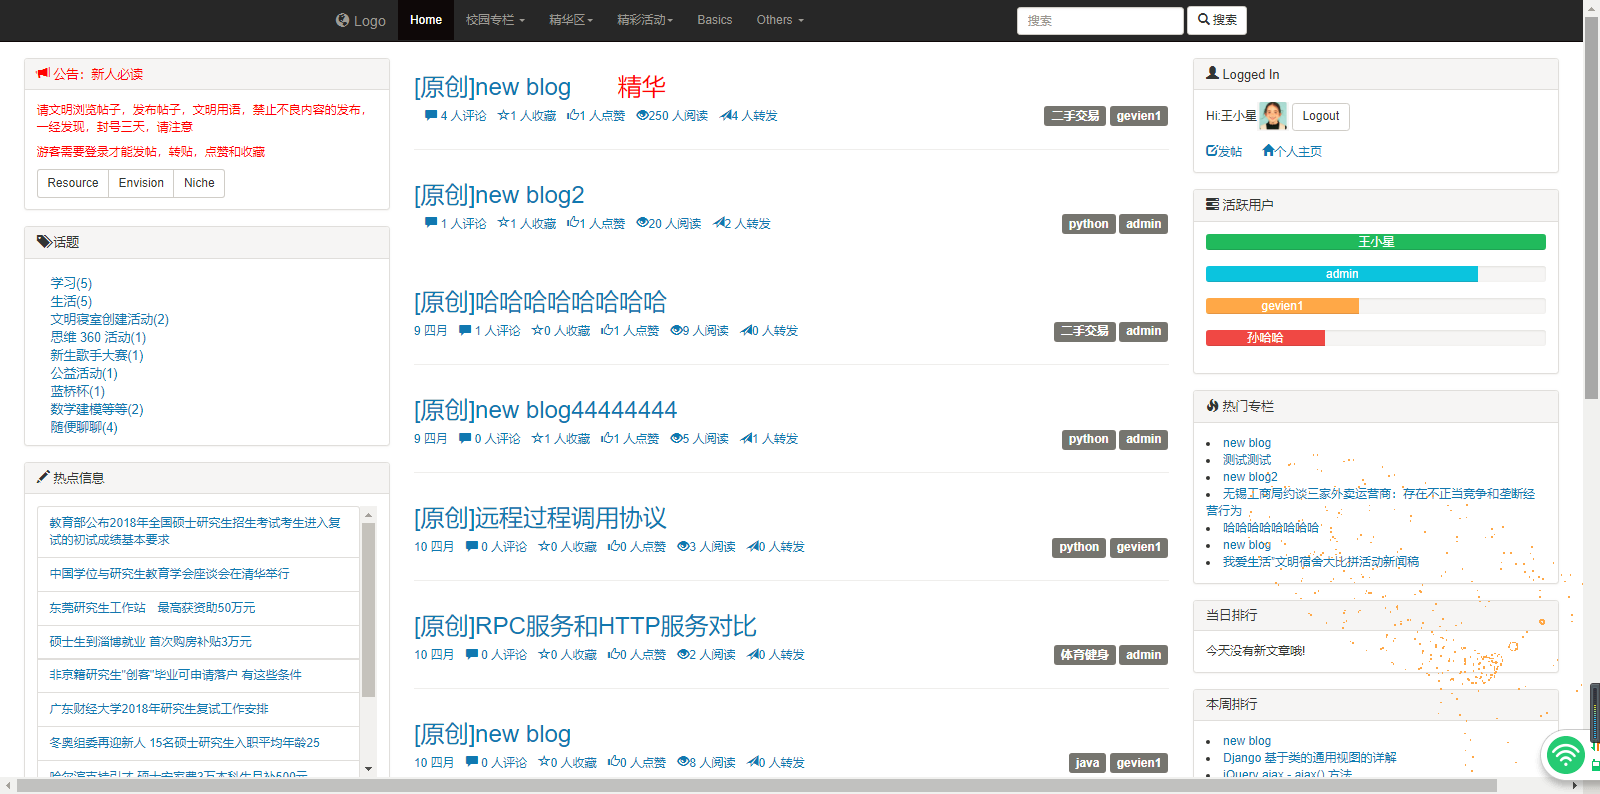 Logo Home 校园专栏 精华区 精彩活动 Basics Others 搜索 搜索
公告：新人必读
请文明浏览帖子，发布帖子，文明用语，禁止不良内容的发布，
一经发现，封号三天，请注意
游客需要登录才能发帖，转贴，点赞和收藏
Resource Envision Niche
话题
学习(5)
生活(5)
文明寝室创建活动(2)
思维 360 活动(1)
新生歌手大赛(1)
公益活动(1)
蓝桥杯(1)
数学建模等等(2)
随便聊聊(4)
热点信息
教育部公布2018年全国硕士研究生招生考试考生进入复
试的初试成绩基本要求
中国学位与研究生教育学会座谈会在清华举行
东莞研究生工作站 最高获资助50万元
硕士生到淄博就业 首次购房补贴3万元
非京籍研究生"创客"毕业可申请落户 有这些条件
广东财经大学2018年研究生复试工作安排
冬奥组委再迎新人 15名硕士研究生入职平均年龄25
[原创]new blog 精华
4 人评论 1 人收藏 1 人点赞 250 人阅读 4 人转发 二手交易 gevien1
[原创]new blog2
1 人评论 1 人收藏 1 人点赞 20 人阅读 2 人转发 python admin
[原创]哈哈哈哈哈哈哈哈
9 四月 1 人评论 0 人收藏 1 人点赞 9 人阅读 0 人转发 二手交易 admin
[原创]new blog44444444
9 四月 0 人评论 1 人收藏 1 人点赞 5 人阅读 1 人转发 python admin
[原创]远程过程调用协议
10 四月 0 人评论 0 人收藏 0 人点赞 3 人阅读 0 人转发 python gevien1
[原创]RPC服务和HTTP服务对比
10 四月 0 人评论 0 人收藏 0 人点赞 2 人阅读 0 人转发 体育健身 admin
[原创]new blog
10 四月 0 人评论 0 人收藏 0 人点赞 8 人阅读 0 人转发 java gevien1
Logged In
Hi:王小星 Logout
发帖 个人主页
活跃用户
王小星
admin
gevien1
孙哈哈
热门专栏
new blog
测试测试
new blog2
无锡工商局约谈三家外卖运营商：存在不正当竞争和垄断经
营行为
哈哈哈哈哈哈哈哈
new blog
我爱生活"文明宿舍大比拼活动新闻稿
当日排行
今天没有新文章哦!
本周排行
new blog
Django 基于类的通用视图的详解
jQuery ajax - ajax() 方法